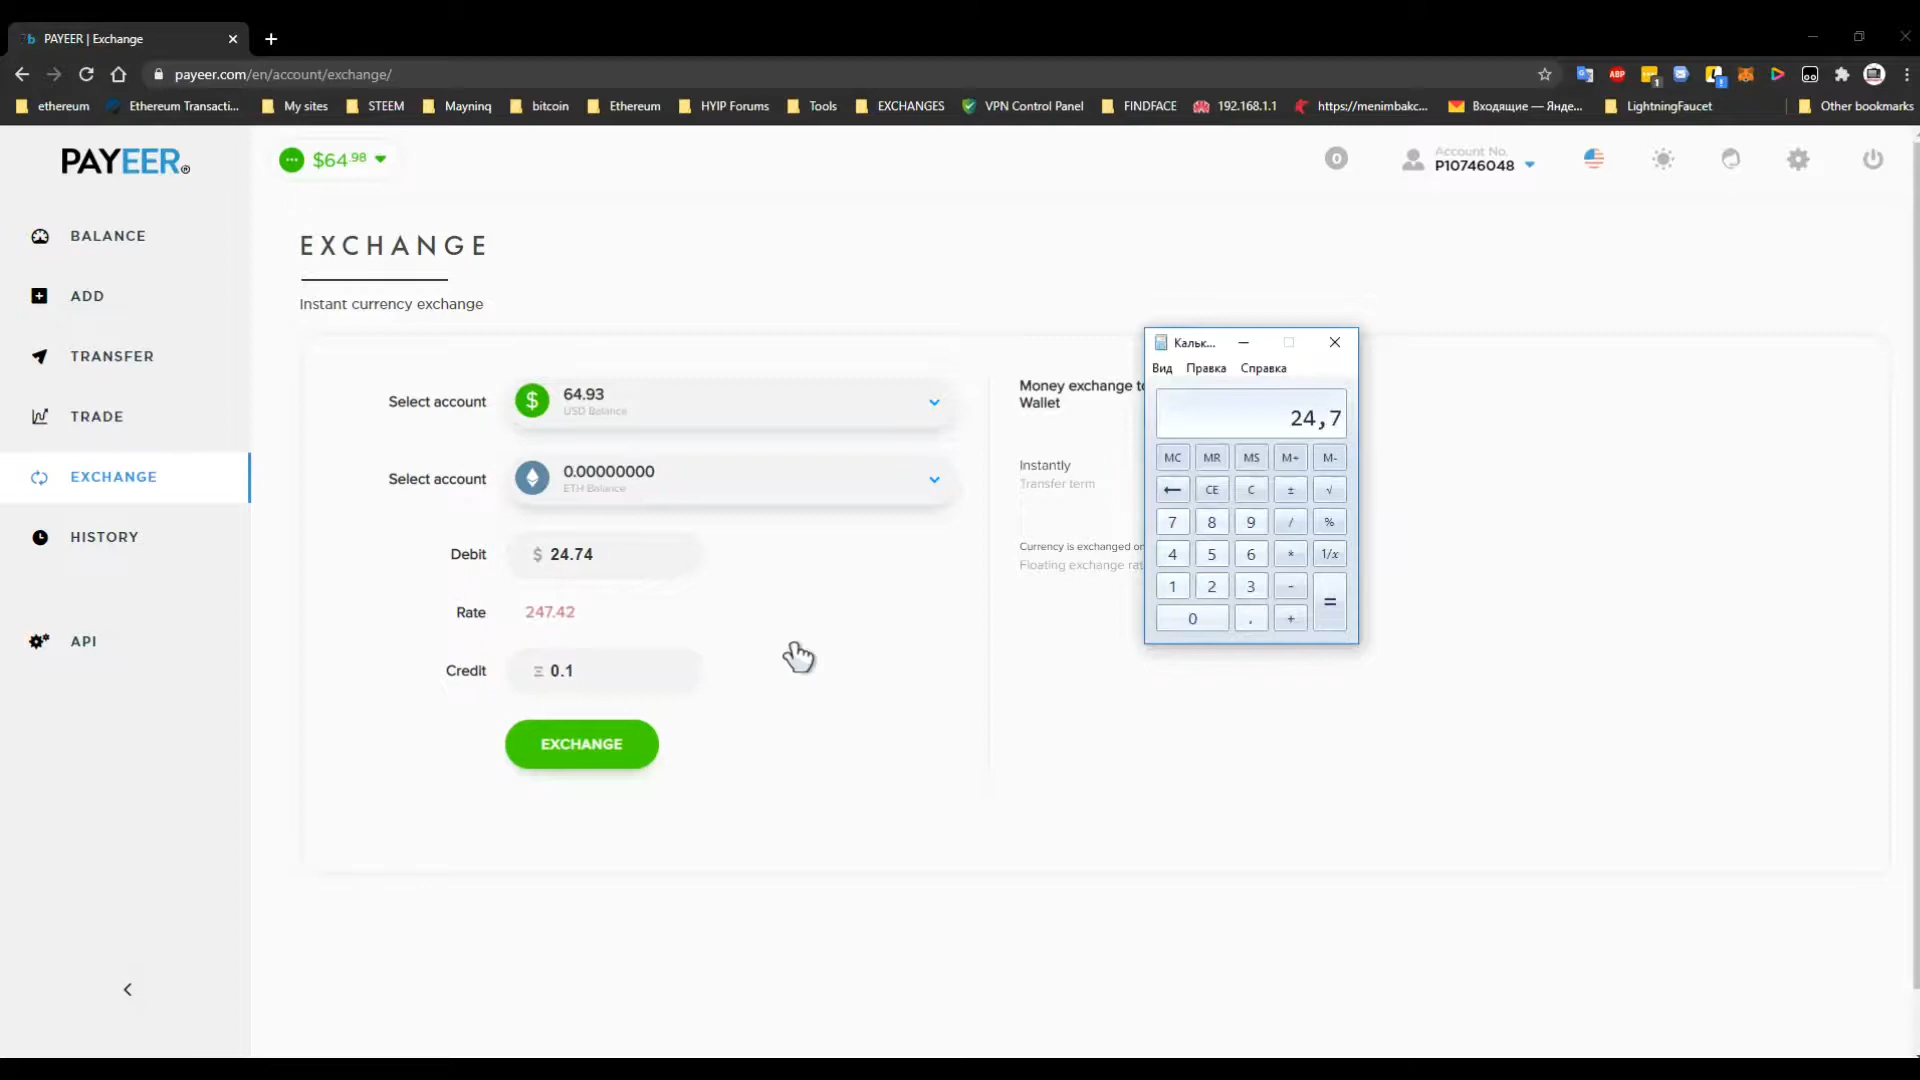 PAYEER | Exchange
payeer.com/en/account/exchange/
ABP
1
ethereum
Ethereum Transacti...
My sites
STEEM
Mayninq
bitcoin
Ethereum
HYIP Forums
Tools
EXCHANGES
VPN Control Panel
FINDFACE
192.168.1.1
https://menimbakc...
Входящие — Янде...
LightningFaucet
Other bookmarks
PAYEER®
$64.98
0
Account No.
P10746048
BALANCE
ADD
TRANSFER
TRADE
EXCHANGE
HISTORY
API
EXCHANGE
Instant currency exchange
Select account
$
64.93
USD Balance
Select account
0.00000000
ETH Balance
Debit
$ 24.74
Rate
247.42
Credit
Ξ 0.1
EXCHANGE
Money exchange to
Wallet
Instantly
Transfer term
Currency is exchanged on
Floating exchange rat
Кальк...
Вид Правка Справка
24,7
MC MR MS M+ M-
← CE C ± √
7 8 9 / %
4 5 6 * 1/x
1 2 3 - =
0 . +